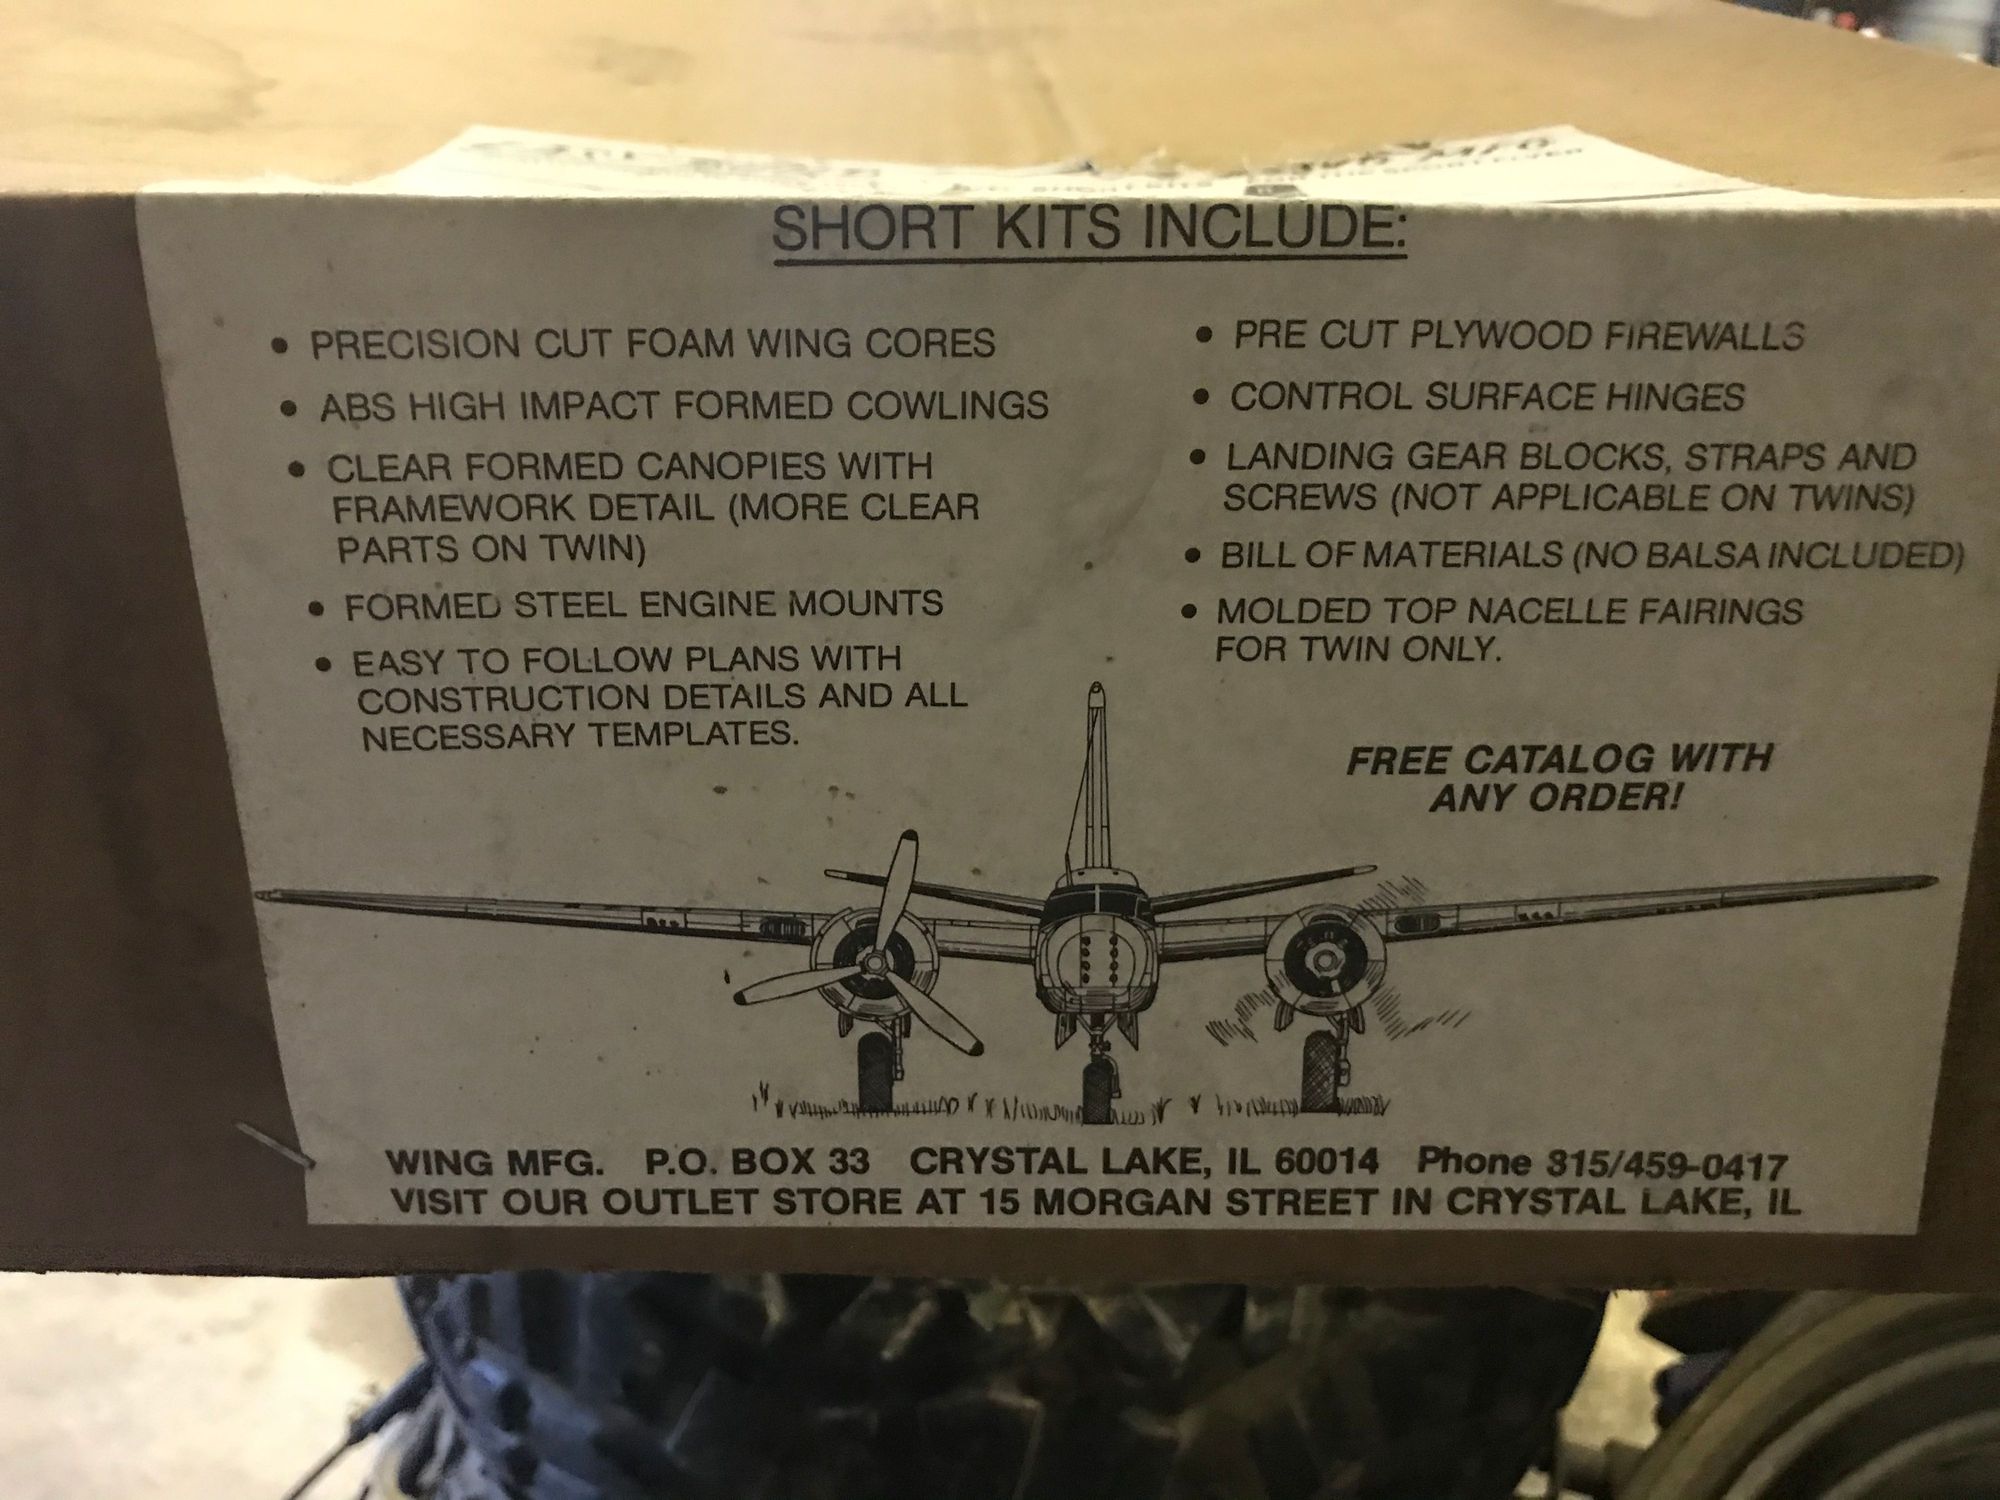 SHORT KITS INCLUDE:
• PRECISION CUT FOAM WING CORES
• ABS HIGH IMPACT FORMED COWLINGS
• CLEAR FORMED CANOPIES WITH
FRAMEWORK DETAIL (MORE CLEAR
PARTS ON TWIN)
• FORMED STEEL ENGINE MOUNTS
• EASY TO FOLLOW PLANS WITH
CONSTRUCTION DETAILS AND ALL
NECESSARY TEMPLATES.
• PRE CUT PLYWOOD FIREWALLS
• CONTROL SURFACE HINGES
• LANDING GEAR BLOCKS, STRAPS AND
SCREWS (NOT APPLICABLE ON TWINS)
• BILL OF MATERIALS (NO BALSA INCLUDED)
• MOLDED TOP NACELLE FAIRINGS
FOR TWIN ONLY.
FREE CATALOG WITH
ANY ORDER!
WING MFG. P.O. BOX 33 CRYSTAL LAKE, IL 60014 Phone 815/459-0417
VISIT OUR OUTLET STORE AT 15 MORGAN STREET IN CRYSTAL LAKE, IL